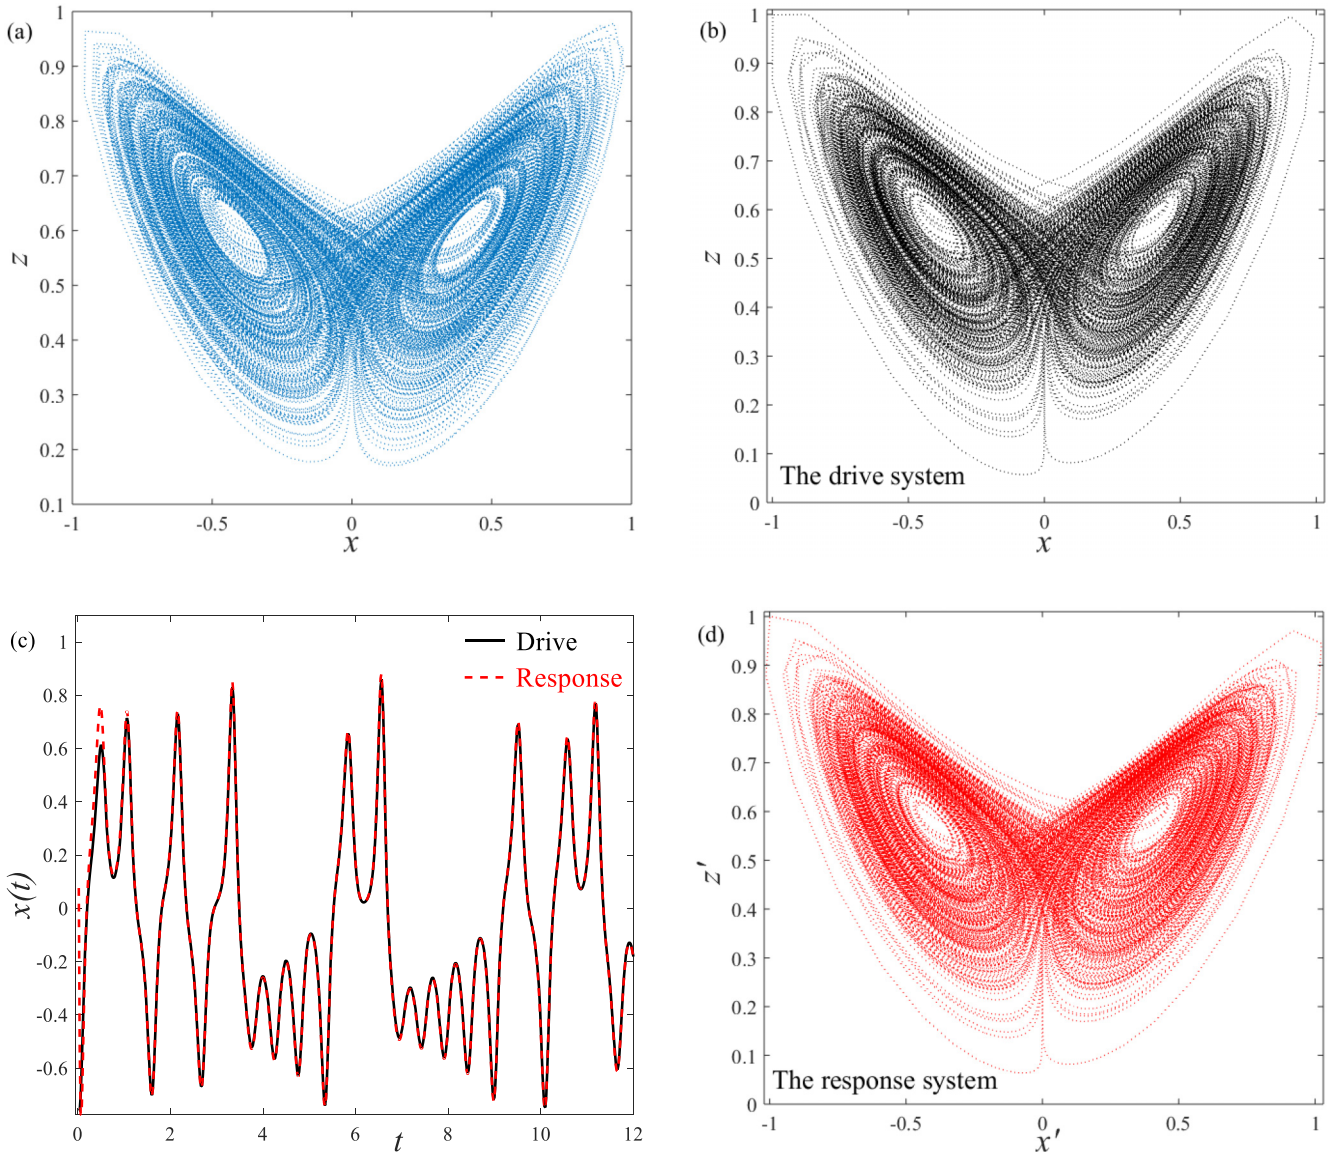 (a)
1
0.9
0.8
0.7
0.6
0.5
0.4
0.3
0.2
0.1
z
-1 -0.5 0 0.5 1
x
(b)
1
0.9
0.8
0.7
0.6
0.5
0.4
0.3
0.2
0.1
0
z
The drive system
-1 -0.5 0 0.5 1
x
(c)
1
0.8
0.6
0.4
0.2
0
-0.2
-0.4
-0.6
x(t)
Drive
Response
0 2 4 6 8 10 12
t
(d)
1
0.9
0.8
0.7
0.6
0.5
0.4
0.3
0.2
0.1
0
z'
The response system
-1 -0.5 0 0.5 1
x'